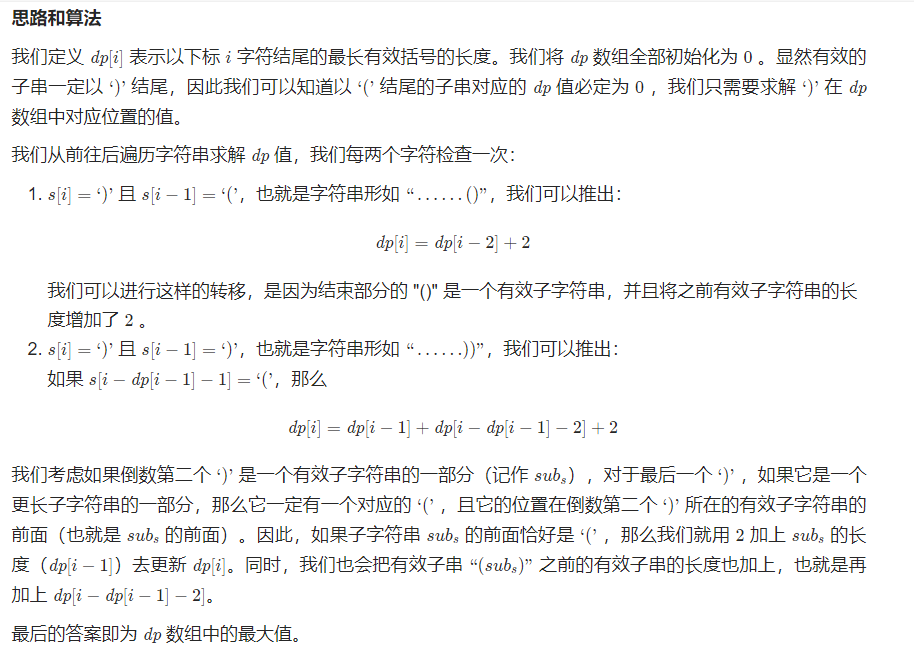 思路和算法
我们定义 dp[i] 表示以下标 i 字符结尾的最长有效括号的长度。我们将 dp 数组全部初始化为 0 。显然有效的
子串一定以 ‘)’ 结尾，因此我们可以知道以 ‘(’ 结尾的子串对应的 dp 值必定为 0 ，我们只需要求解 ‘)’ 在 dp
数组中对应位置的值。
我们从前往后遍历字符串求解 dp 值，我们每两个字符检查一次：
1. s[i] = ‘)’ 且 s[i − 1] = ‘(’，也就是字符串形如 “……()”，我们可以推出：
dp[i] = dp[i − 2] + 2
我们可以进行这样的转移，是因为结束部分的 "()" 是一个有效子字符串，并且将之前有效子字符串的长
度增加了 2 。
2. s[i] = ‘)’ 且 s[i − 1] = ‘)’，也就是字符串形如 “……))”，我们可以推出：
如果 s[i − dp[i − 1] − 1] = ‘(’，那么
dp[i] = dp[i − 1] + dp[i − dp[i − 1] − 2] + 2
我们考虑如果倒数第二个 ‘)’ 是一个有效子字符串的一部分（记作 subₛ），对于最后一个 ‘)’ ，如果它是一个
更长子字符串的一部分，那么它一定有一个对应的 ‘(’ ，且它的位置在倒数第二个 ‘)’ 所在的有效子字符串的
前面（也就是 subₛ 的前面）。因此，如果子字符串 subₛ 的前面恰好是 ‘(’ ，那么我们就用 2 加上 subₛ 的长
度（dp[i − 1]）去更新 dp[i]。同时，我们也会把有效子串 “(subₛ)” 之前的有效子串的长度也加上，也就是再
加上 dp[i − dp[i − 1] − 2]。
最后的答案即为 dp 数组中的最大值。